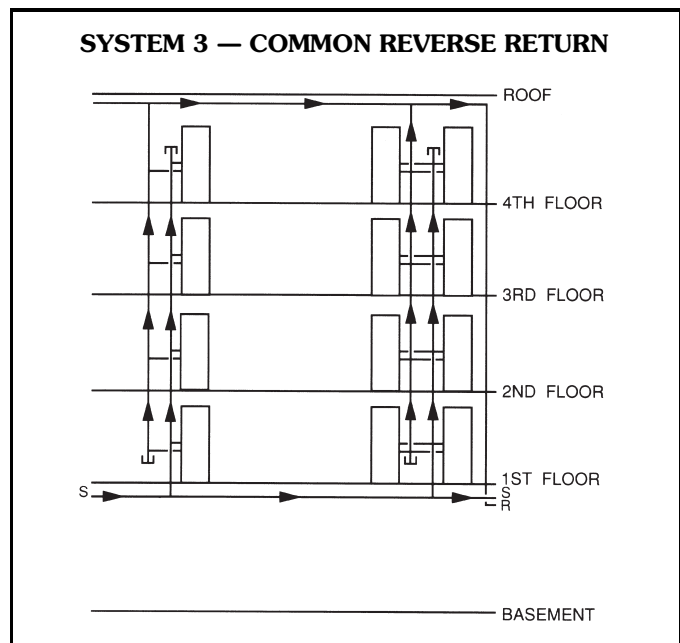 SYSTEM 3 — COMMON REVERSE RETURN
ROOF
4TH FLOOR
3RD FLOOR
2ND FLOOR
1ST FLOOR
S
S
R
BASEMENT